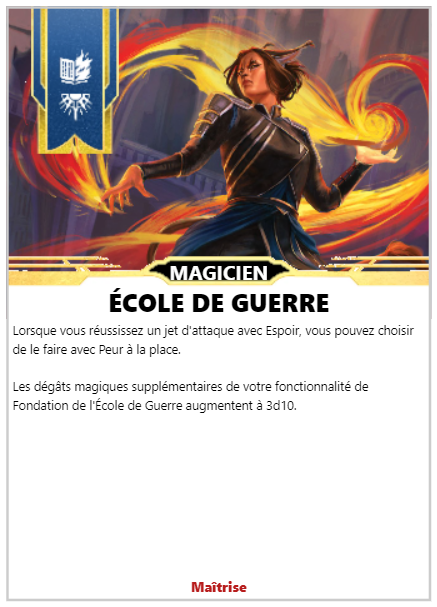 MAGICIEN
ÉCOLE DE GUERRE
Lorsque vous réussissez un jet d'attaque avec Espoir, vous pouvez choisir
de le faire avec Peur à la place.
Les dégâts magiques supplémentaires de votre fonctionnalité de
Fondation de l'École de Guerre augmentent à 3d10.
Maîtrise